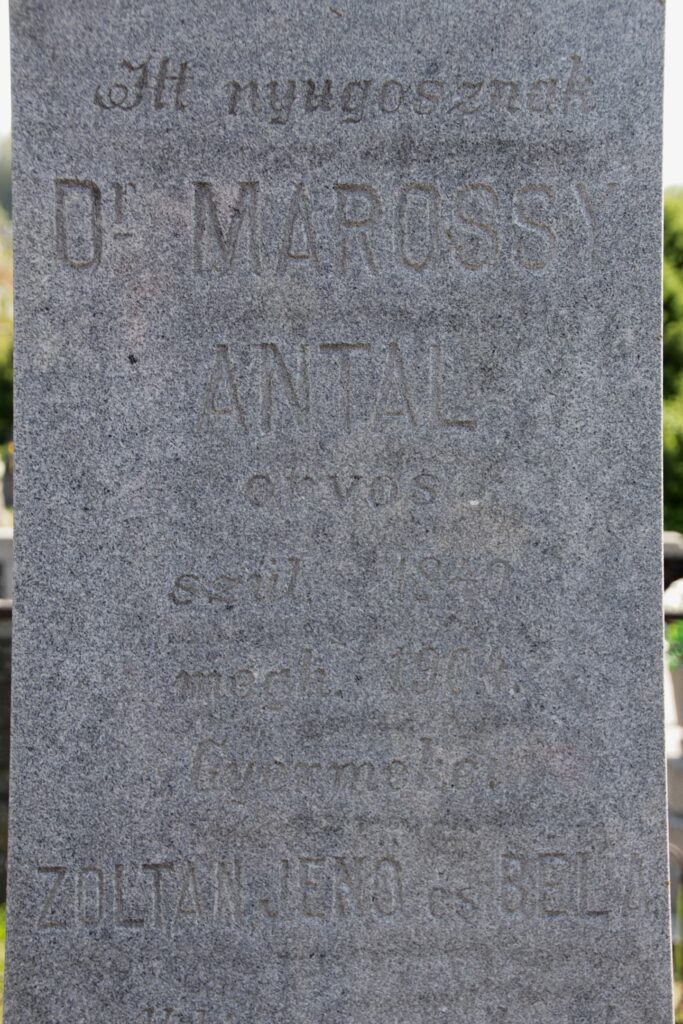 Itt nyugosznak
Dr MAROSSY
ANTAL
orvos
szül. 1840
megh. 1904.
Gyermekei
ZOLTÁN, JENŐ és BÉLA